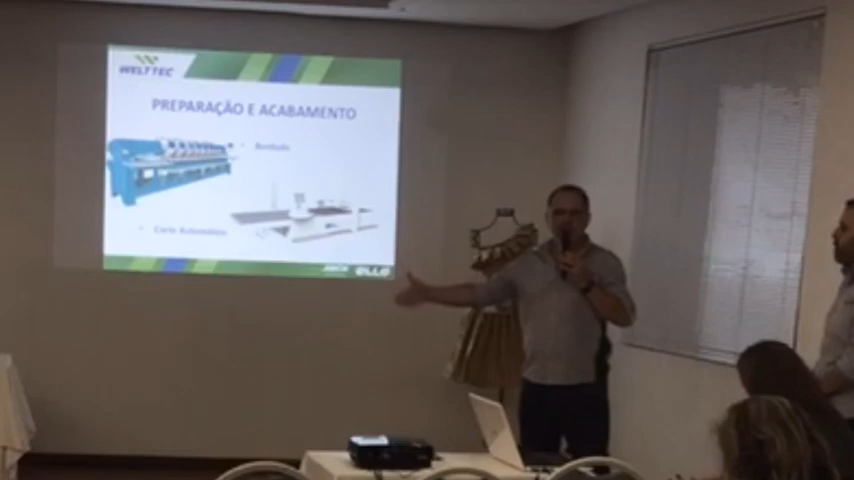 WELTTEC
PREPARAÇÃO E ACABAMENTO
• Bordado
• Corte Automático